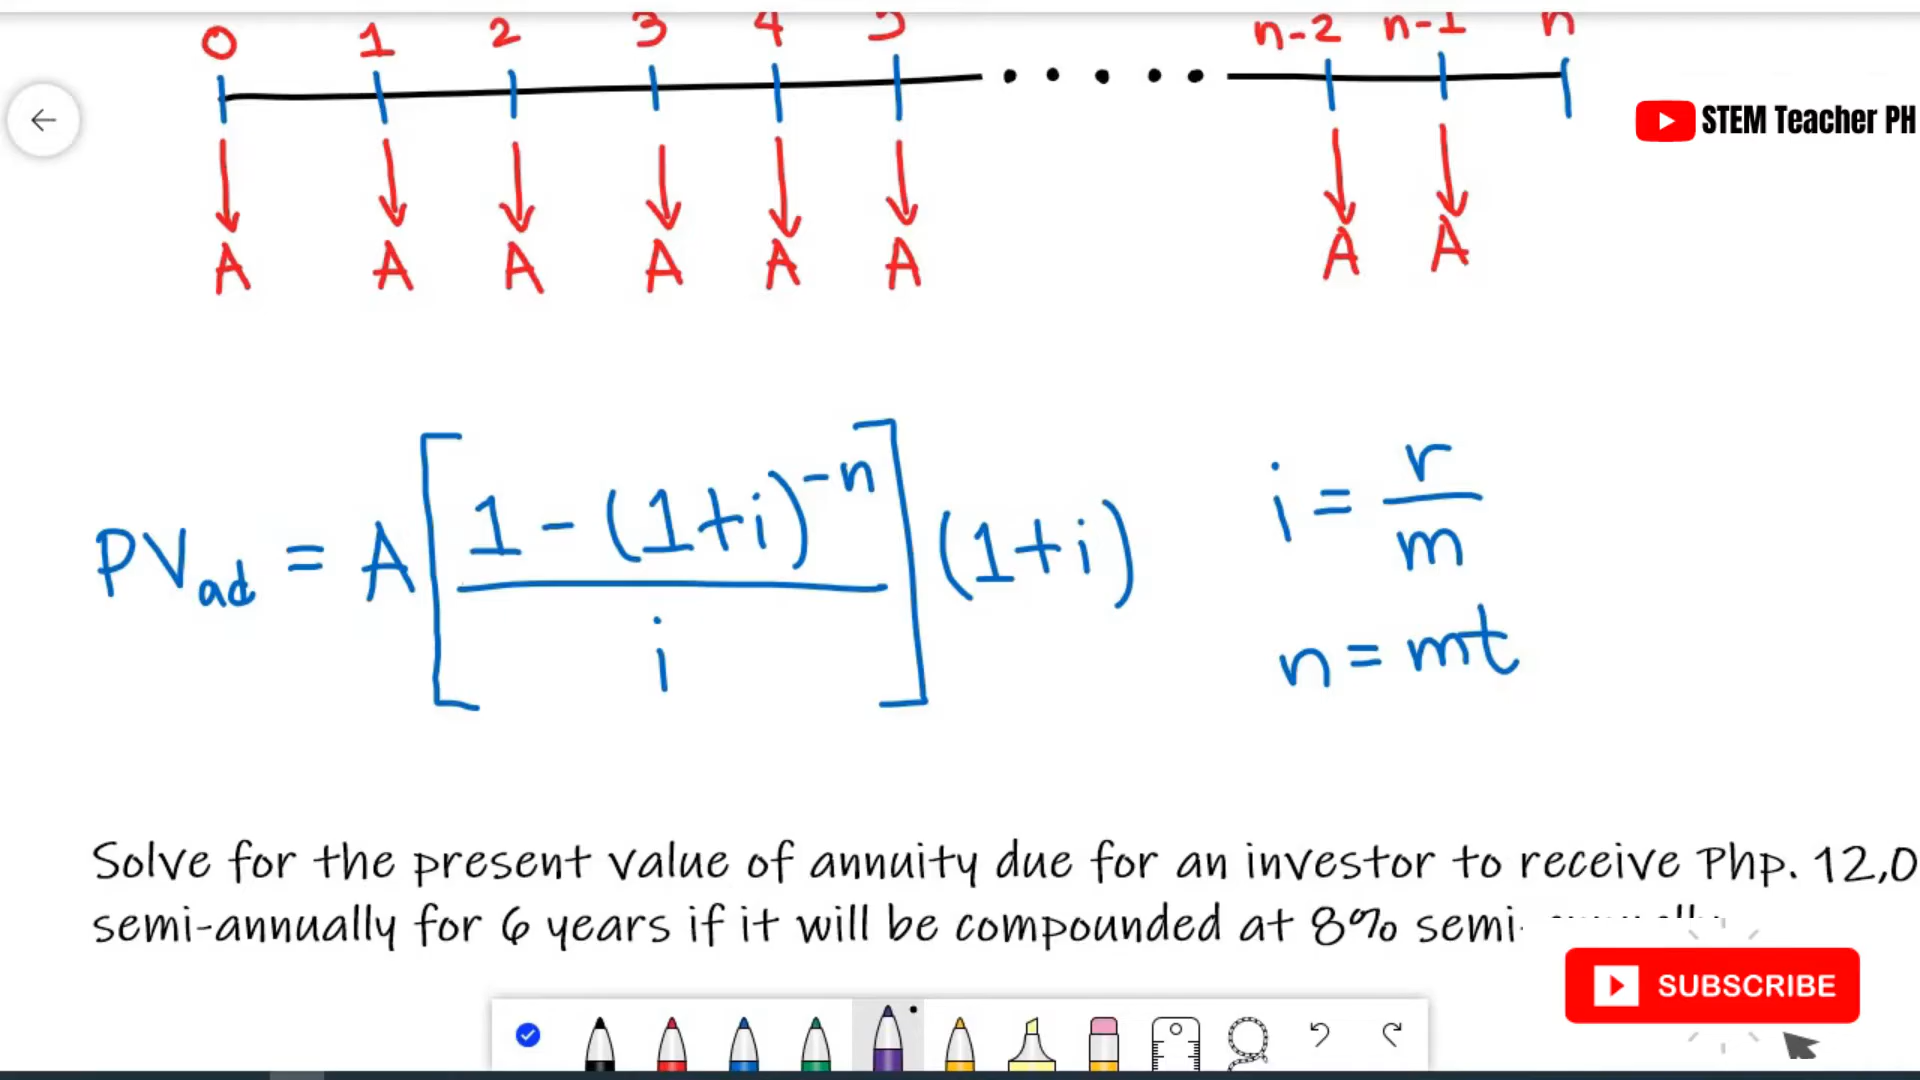 0 1 2 3 4 5 n-2 n-1 n
STEM Teacher PH
A A A A A A A A
PVad = A [ 1 - (1+i)^-n / i ] (1+i)
i = r/m
n = mt
Solve for the present value of annuity due for an investor to receive Php. 12,0
semi-annually for 6 years if it will be compounded at 8% semi-
SUBSCRIBE